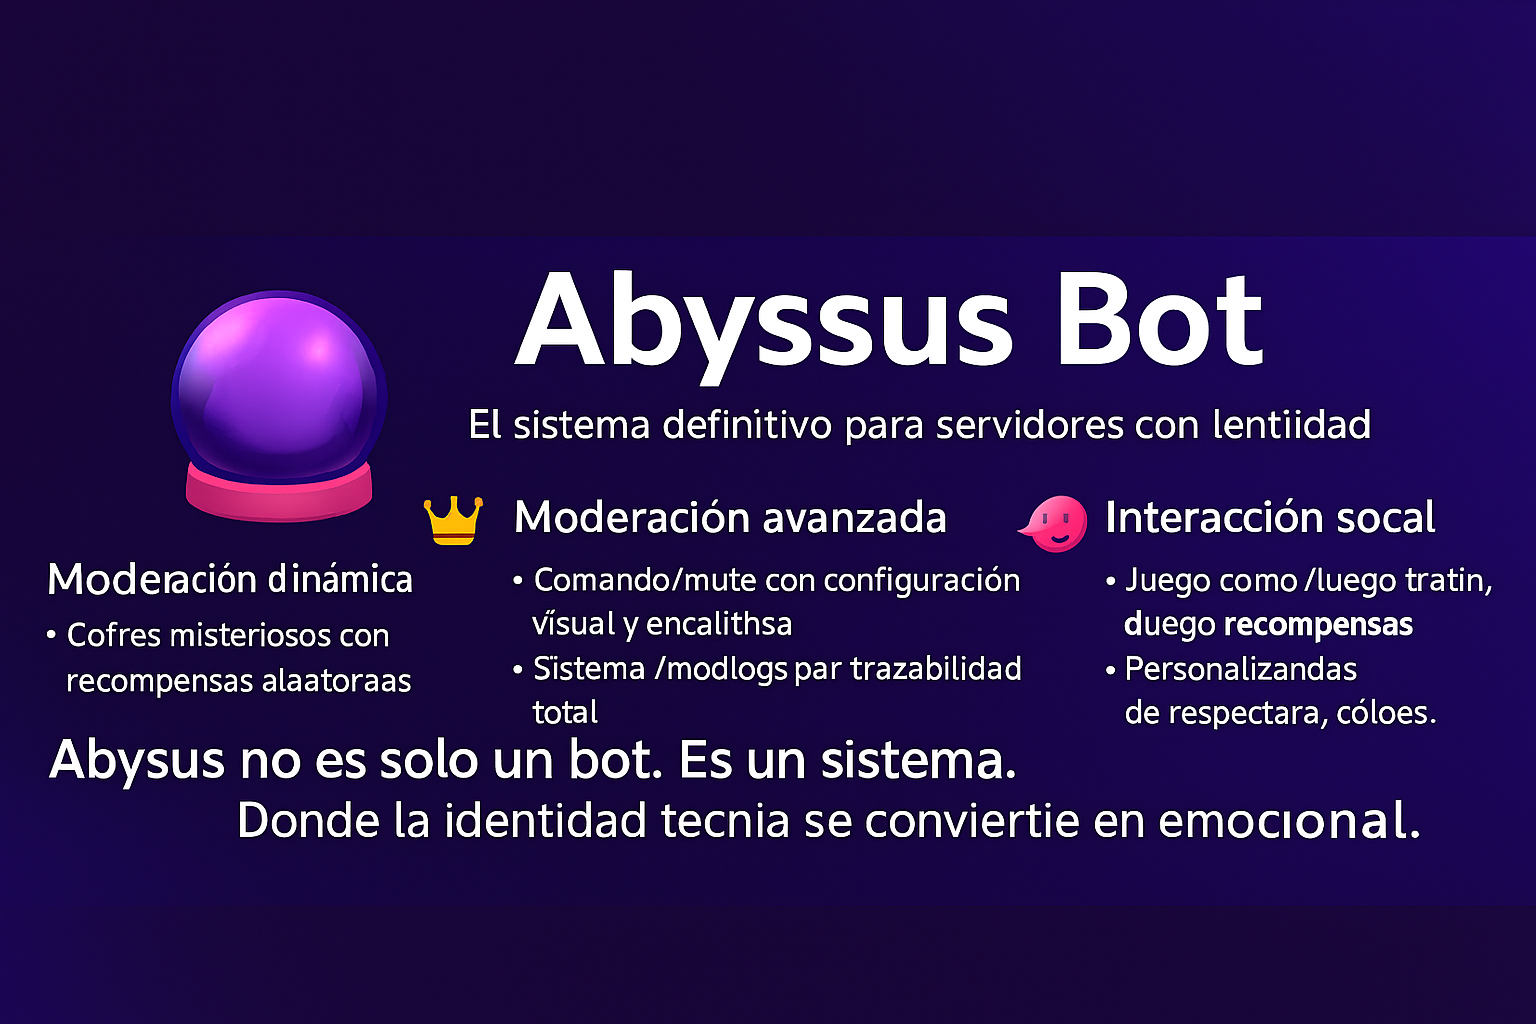 Abyssus Bot
El sistema definitivo para servidores con lentiidad
Moderación dinámica
• Cofres misteriosos con
recompensas alaatoraas
Moderación avanzada
• Comando/mute con configuración
vísual y encalithsa
• Sistema /modlogs par trazabilidad
total
Interacción socal
• Juego como /luego tratin,
duego recompensas
• Personalizandas
de respectara, cóloes.
Abysus no es solo un bot. Es un sistema.
Donde la identidad tecnia se conviertie en emocıonal.